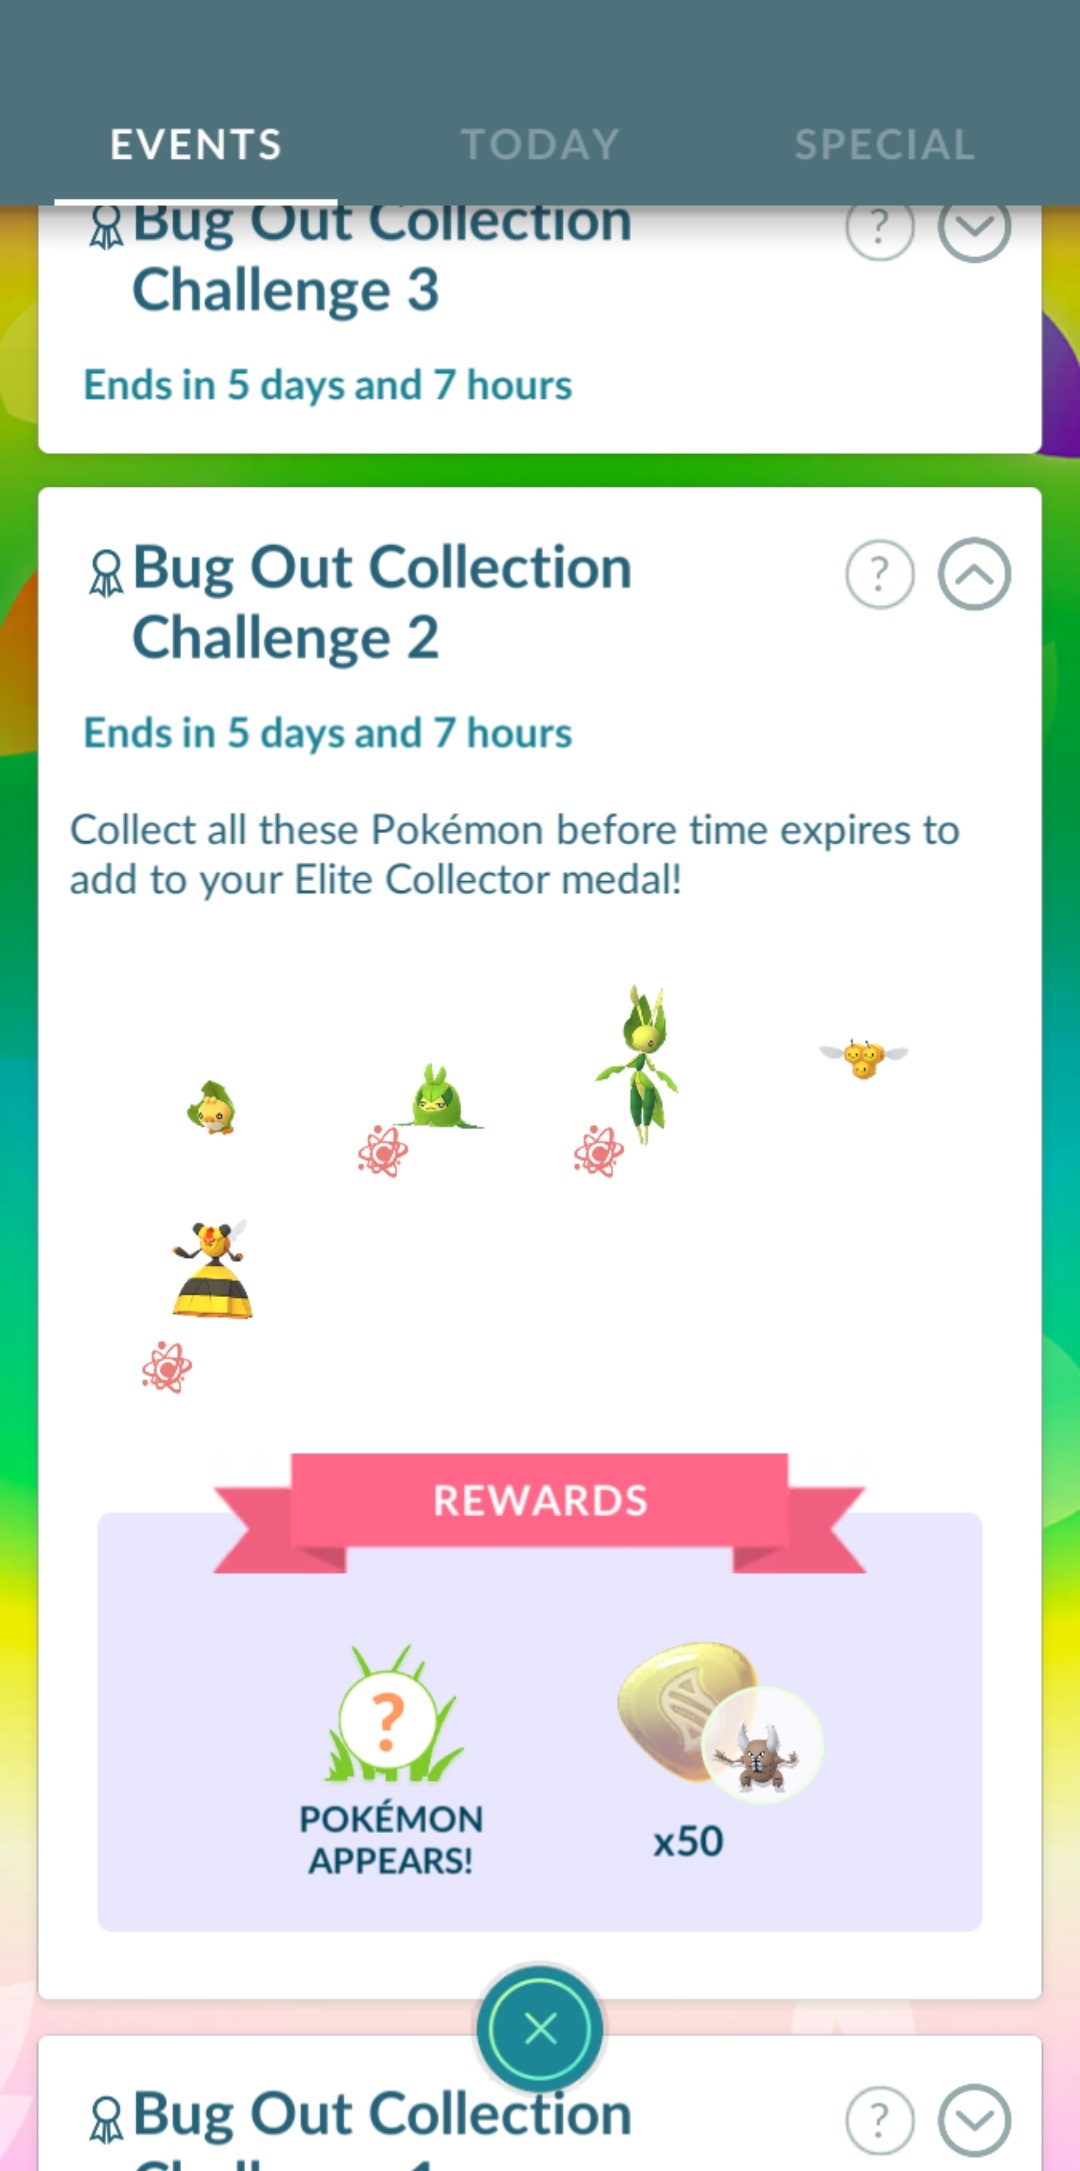 EVENTS
TODAY
SPECIAL
Bug Out Collection
Challenge 3
?
Ends in 5 days and 7 hours
Bug Out Collection
Challenge 2
?
Ends in 5 days and 7 hours
Collect all these Pokémon before time expires to
add to your Elite Collector medal!
REWARDS
?
POKÉMON
APPEARS!
x50
Bug Out Collection
?